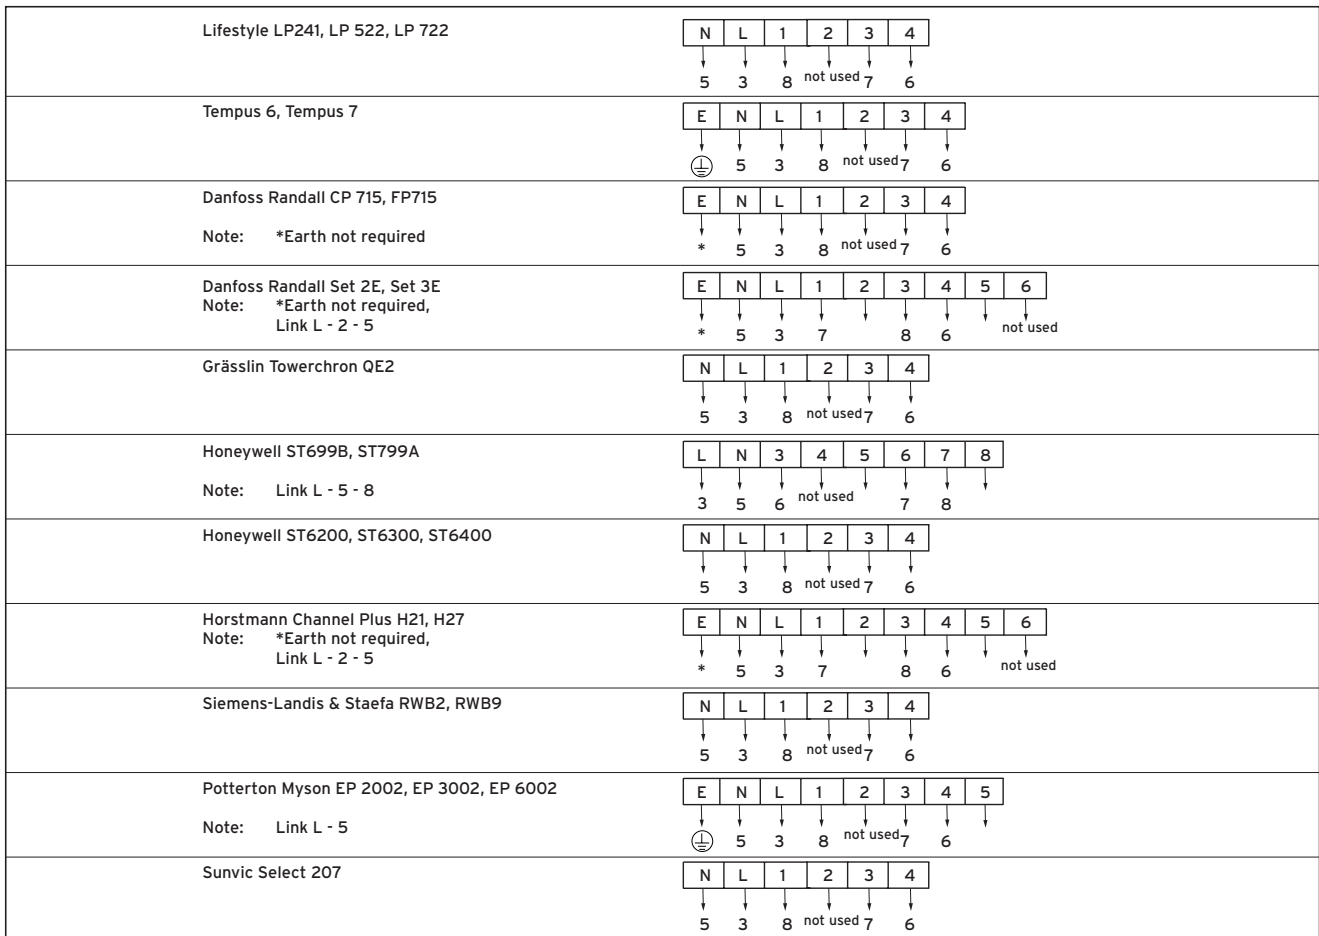 Lifestyle LP241, LP 522, LP 722
N L 1 2 3 4
5 3 8 not used 7 6
Tempus 6, Tempus 7
E N L 1 2 3 4
5 3 8 not used 7 6
Danfoss Randall CP 715, FP715
Note: *Earth not required
E N L 1 2 3 4
* 5 3 8 not used 7 6
Danfoss Randall Set 2E, Set 3E
Note: *Earth not required,
Link L - 2 - 5
E N L 1 2 3 4 5 6
* 5 3 7 8 6 not used
Grässlin Towerchron QE2
N L 1 2 3 4
5 3 8 not used 7 6
Honeywell ST699B, ST799A
Note: Link L - 5 - 8
L N 3 4 5 6 7 8
3 5 6 not used 7 8
Honeywell ST6200, ST6300, ST6400
N L 1 2 3 4
5 3 8 not used 7 6
Horstmann Channel Plus H21, H27
Note: *Earth not required,
Link L - 2 - 5
E N L 1 2 3 4 5 6
* 5 3 7 8 6 not used
Siemens-Landis & Staefa RWB2, RWB9
N L 1 2 3 4
5 3 8 not used 7 6
Potterton Myson EP 2002, EP 3002, EP 6002
Note: Link L - 5
E N L 1 2 3 4 5
5 3 8 not used 7 6
Sunvic Select 207
N L 1 2 3 4
5 3 8 not used 7 6